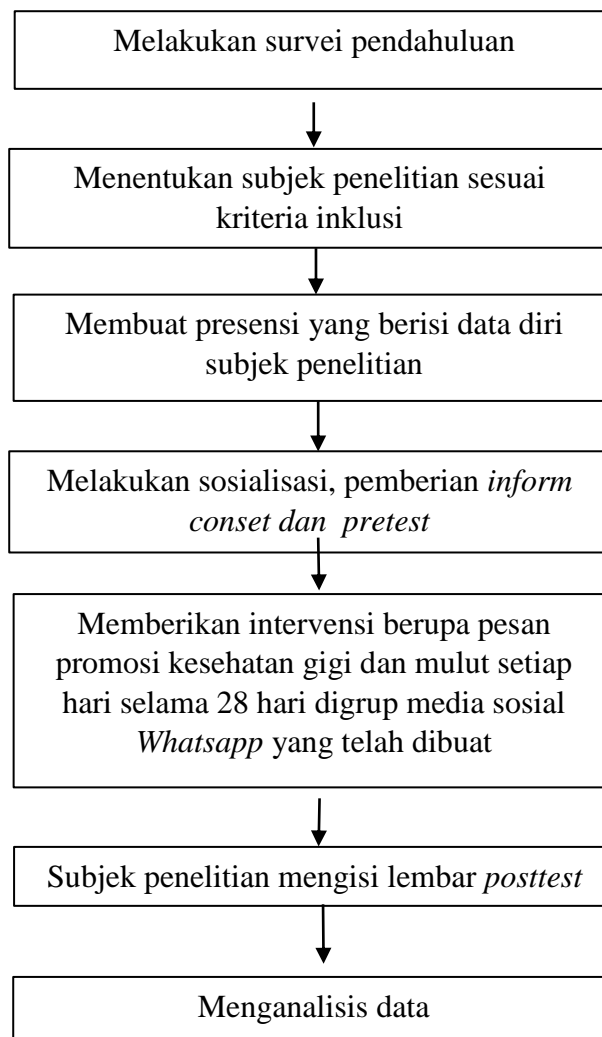 Melakukan survei pendahuluan
Menentukan subjek penelitian sesuai
kriteria inklusi
Membuat presensi yang berisi data diri
subjek penelitian
Melakukan sosialisasi, pemberian inform
conset dan pretest
Memberikan intervensi berupa pesan
promosi kesehatan gigi dan mulut setiap
hari selama 28 hari digrup media sosial
Whatsapp yang telah dibuat
Subjek penelitian mengisi lembar posttest
Menganalisis data